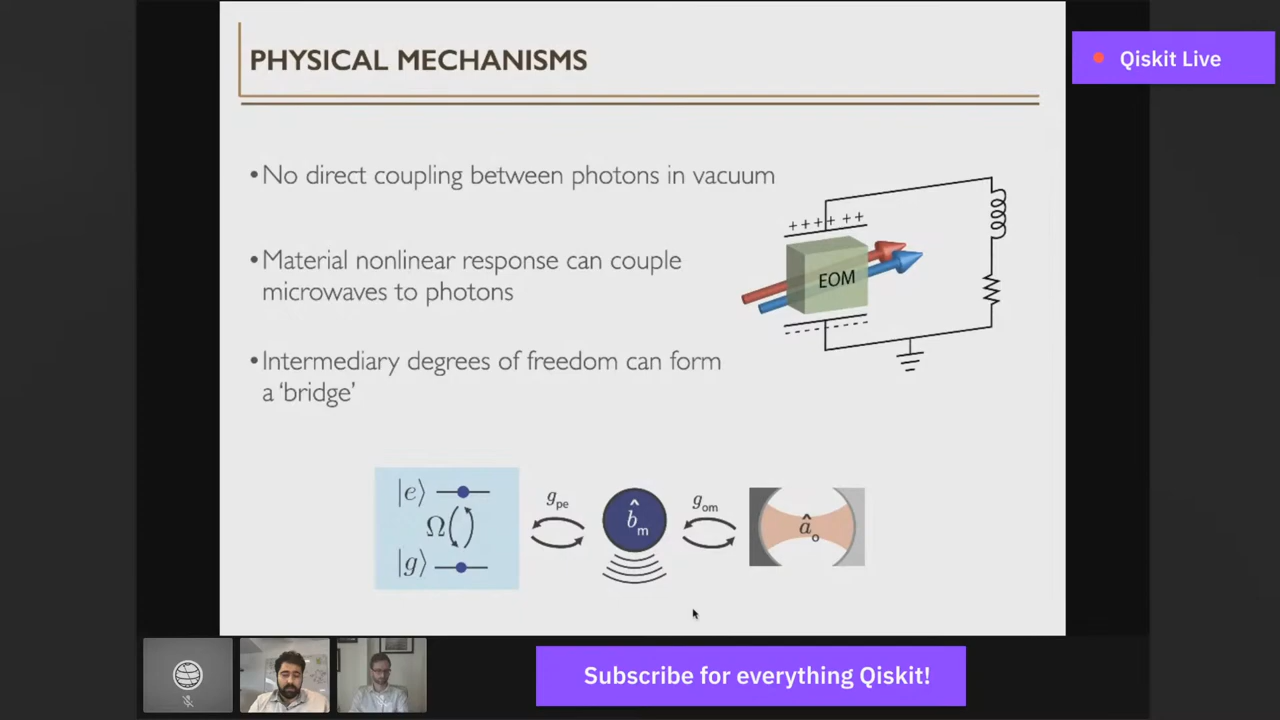 PHYSICAL MECHANISMS
Qiskit Live
•No direct coupling between photons in vacuum
+ + + + + +
•Material nonlinear response can couple
microwaves to photons
EOM
- - - - - -
•Intermediary degrees of freedom can form
a ‘bridge’
|e⟩
Ω
|g⟩
g_pe
b̂_m
g_om
â_o
Subscribe for everything Qiskit!